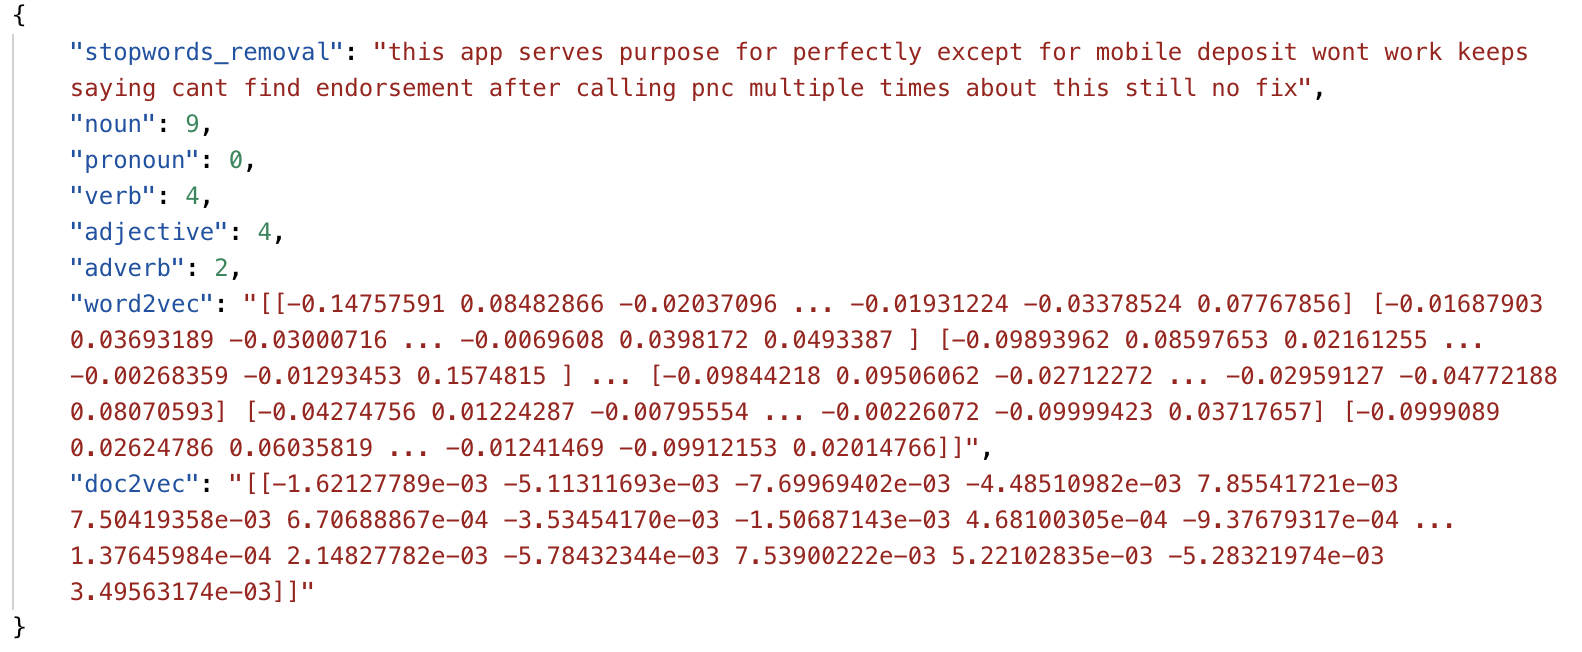 {
"stopwords_removal": "this app serves purpose for perfectly except for mobile deposit wont work keeps
saying cant find endorsement after calling pnc multiple times about this still no fix",
"noun": 9,
"pronoun": 0,
"verb": 4,
"adjective": 4,
"adverb": 2,
"word2vec": "[[-0.14757591 0.08482866 -0.02037096 ... -0.01931224 -0.03378524 0.07767856] [-0.01687903
0.03693189 -0.03000716 ... -0.0069608 0.0398172 0.0493387 ] [-0.09893962 0.08597653 0.02161255 ...
-0.00268359 -0.01293453 0.1574815 ] ... [-0.09844218 0.09506062 -0.02712272 ... -0.02959127 -0.04772188
0.08070593] [-0.04274756 0.01224287 -0.00795554 ... -0.00226072 -0.09999423 0.03717657] [-0.0999089
0.02624786 0.06035819 ... -0.01241469 -0.09912153 0.02014766]]",
"doc2vec": "[[-1.62127789e-03 -5.11311693e-03 -7.69969402e-03 -4.48510982e-03 7.85541721e-03
7.50419358e-03 6.70688867e-04 -3.53454170e-03 -1.50687143e-03 4.68100305e-04 -9.37679317e-04 ...
1.37645984e-04 2.14827782e-03 -5.78432344e-03 7.53900222e-03 5.22102835e-03 -5.28321974e-03
3.49563174e-03]]"
}